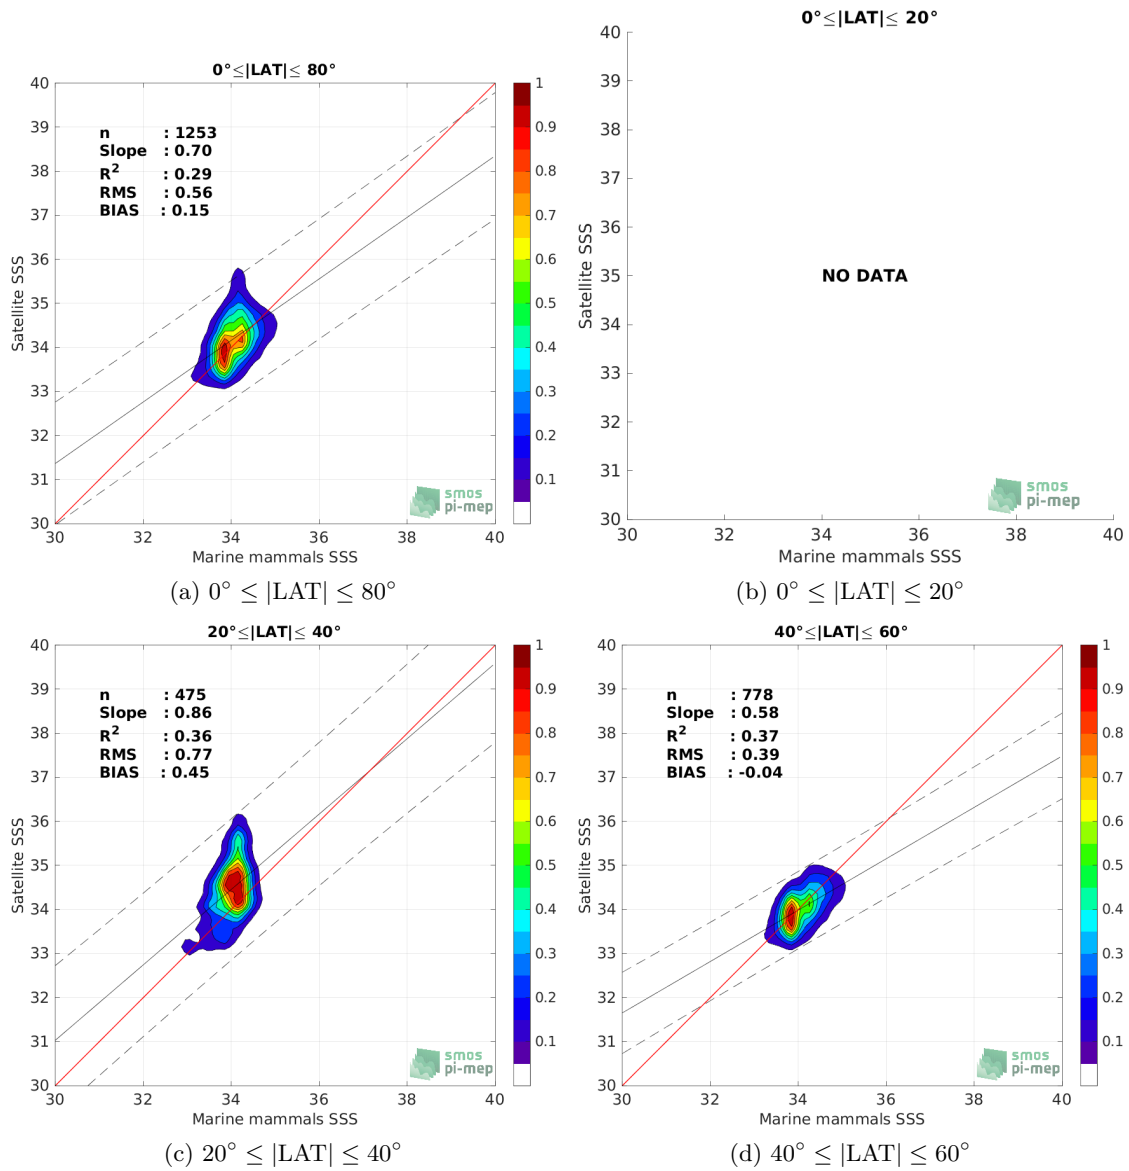 0°≤|LAT|≤ 80°
40
39
38
37
36
35
34
33
32
31
30
Satellite SSS
n : 1253
Slope : 0.70
R² : 0.29
RMS : 0.56
BIAS : 0.15
30 32 34 36 38 40
Marine mammals SSS
1
0.9
0.8
0.7
0.6
0.5
0.4
0.3
0.2
0.1
smos
pi-mep
(a) 0° ≤ |LAT| ≤ 80°
0°≤|LAT|≤ 20°
40
39
38
37
36
35
34
33
32
31
30
Satellite SSS
NO DATA
30 32 34 36 38 40
Marine mammals SSS
smos
pi-mep
(b) 0° ≤ |LAT| ≤ 20°
20°≤|LAT|≤ 40°
40
39
38
37
36
35
34
33
32
31
30
Satellite SSS
n : 475
Slope : 0.86
R² : 0.36
RMS : 0.77
BIAS : 0.45
30 32 34 36 38 40
Marine mammals SSS
1
0.9
0.8
0.7
0.6
0.5
0.4
0.3
0.2
0.1
smos
pi-mep
(c) 20° ≤ |LAT| ≤ 40°
40°≤|LAT|≤ 60°
40
39
38
37
36
35
34
33
32
31
30
Satellite SSS
n : 778
Slope : 0.58
R² : 0.37
RMS : 0.39
BIAS : -0.04
30 32 34 36 38 40
Marine mammals SSS
1
0.9
0.8
0.7
0.6
0.5
0.4
0.3
0.2
0.1
smos
pi-mep
(d) 40° ≤ |LAT| ≤ 60°